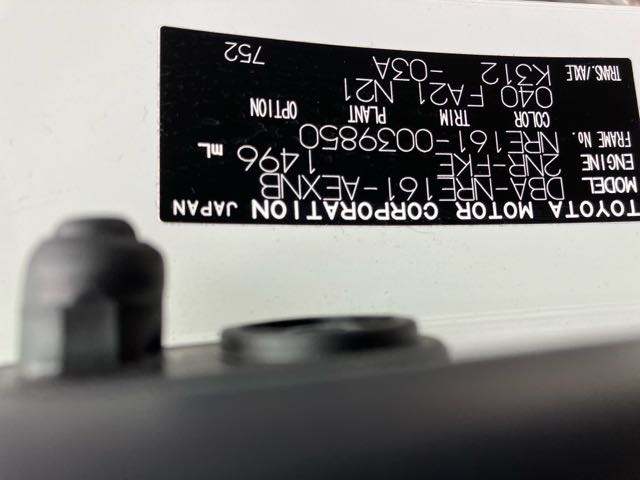 TOYOTA MOTOR CORPORATION JAPAN
MODEL DBA-NRE161-AEXNB
ENGINE 2NR-FKE 1496 mL
FRAME No. NRE161-0039850
COLOR TRIM PLANT OPTION
040 FA21 N21
TRANS./AXLE K312 -03A
752